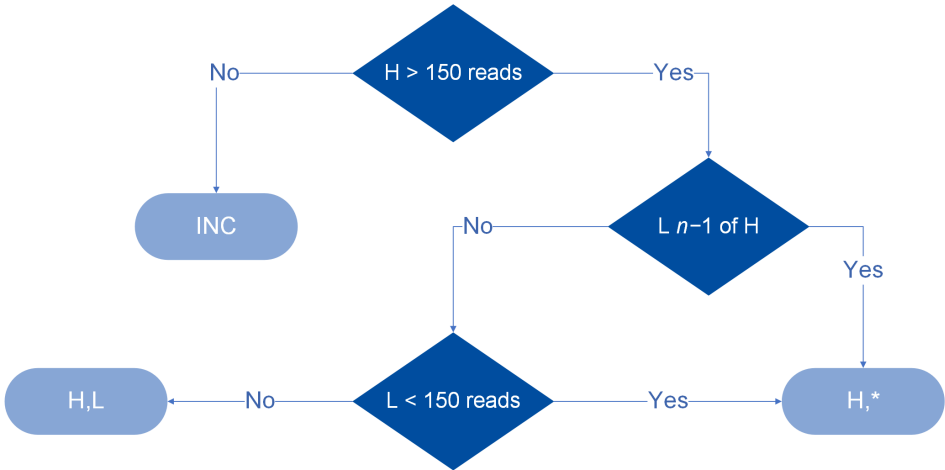 H > 150 reads
No
Yes
INC
L n−1 of H
No
Yes
H,L
No
L < 150 reads
Yes
H,*